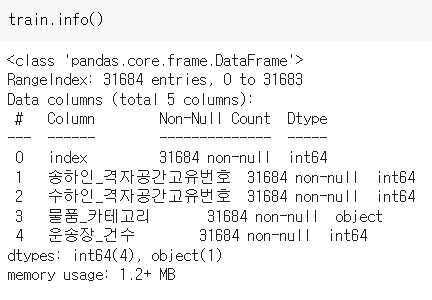 train.info()
<class 'pandas.core.frame.DataFrame'>
RangeIndex: 31684 entries, 0 to 31683
Data columns (total 5 columns):
 #   Column          Non-Null Count  Dtype
---  ------          --------------  -----
 0   index           31684 non-null  int64
 1   송하인_격자공간고유번호  31684 non-null  int64
 2   수하인_격자공간고유번호  31684 non-null  int64
 3   물품_카테고리        31684 non-null  object
 4   운송장_건수         31684 non-null  int64
dtypes: int64(4), object(1)
memory usage: 1.2+ MB